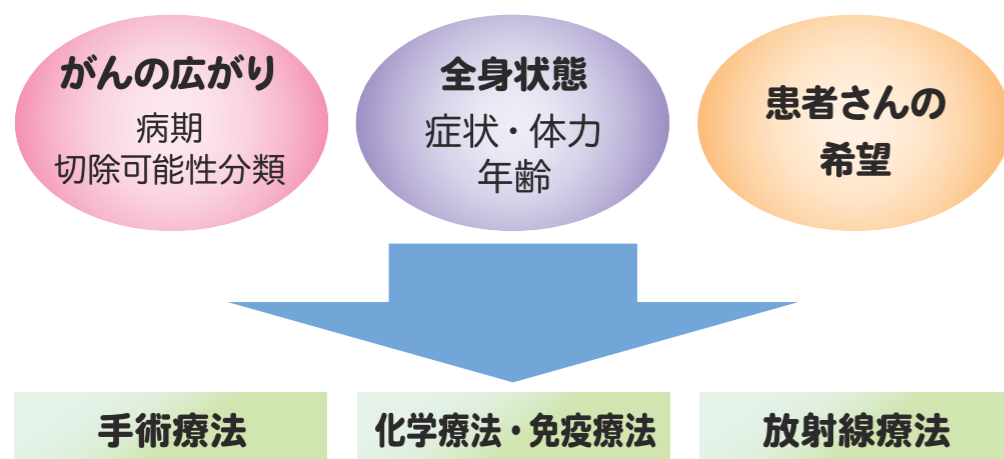 がんの広がり
病期
切除可能性分類
全身状態
症状・体力
年齢
患者さんの
希望
手術療法
化学療法・免疫療法
放射線療法